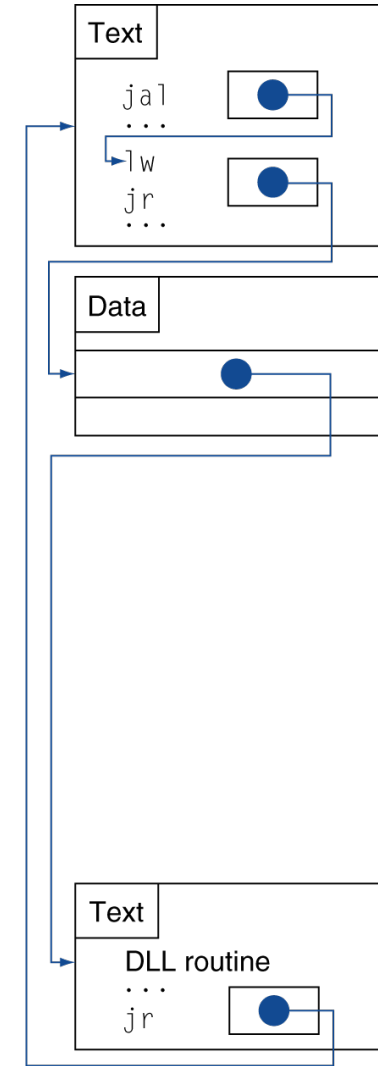 Text
jal
...
lw
jr
...
Data
Text
DLL routine
...
jr